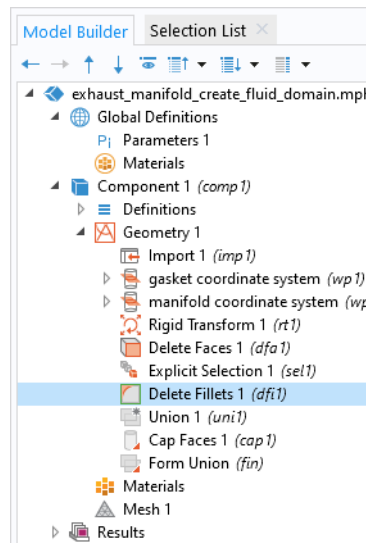 Model Builder Selection List
exhaust_manifold_create_fluid_domain.mph
Global Definitions
Pi Parameters 1
Materials
Component 1 (comp1)
Definitions
Geometry 1
Import 1 (imp1)
gasket coordinate system (wp1)
manifold coordinate system (wp
Rigid Transform 1 (rt1)
Delete Faces 1 (dfa1)
Explicit Selection 1 (sel1)
Delete Fillets 1 (dfi1)
Union 1 (uni1)
Cap Faces 1 (cap1)
Form Union (fin)
Materials
Mesh 1
Results